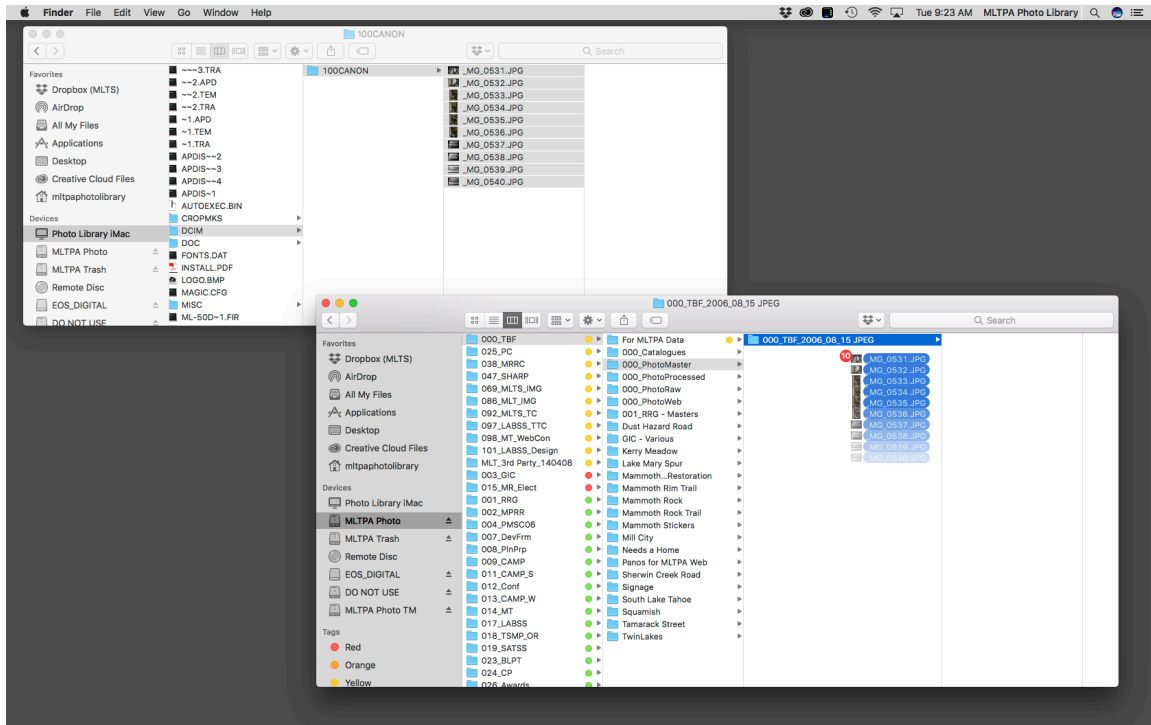 Finder File Edit View Go Window Help
Tue 9:23 AM MLTPA Photo Library
100CANON
Search
Favorites
Dropbox (MLTS)
AirDrop
All My Files
Applications
Desktop
Creative Cloud Files
mltpaphotolibrary
Devices
Photo Library iMac
MLTPA Photo
MLTPA Trash
Remote Disc
EOS_DIGITAL
DO NOT USE
~~~3.TRA
~~2.APD
~~2.TEM
~~2.TRA
~1.APD
~1.TEM
~1.TRA
APDIS~~2
APDIS~~3
APDIS~~4
APDIS~1
AUTOEXEC.BIN
CROPMKS
DCIM
DOC
FONTS.DAT
INSTALL.PDF
LOGO.BMP
MAGIC.CFG
MISC
ML-50D~1.FIR
100CANON
_MG_0531.JPG
_MG_0532.JPG
_MG_0533.JPG
_MG_0534.JPG
_MG_0535.JPG
_MG_0536.JPG
_MG_0537.JPG
_MG_0538.JPG
_MG_0539.JPG
_MG_0540.JPG
000_TBF_2006_08_15 JPEG
Search
Favorites
Dropbox (MLTS)
AirDrop
All My Files
Applications
Desktop
Creative Cloud Files
mltpaphotolibrary
Devices
Photo Library iMac
MLTPA Photo
MLTPA Trash
Remote Disc
EOS_DIGITAL
DO NOT USE
MLTPA Photo TM
Tags
Red
Orange
Yellow
000_TBF
025_PC
038_MRRC
047_SHARP
069_MLTS_IMG
086_MLT_IMG
092_MLTS_TC
097_LABSS_TTC
098_MT_WebCon
101_LABSS_Design
MLT_3rd Party_140408
003_GIC
015_MR_Elect
001_RRG
002_MPRR
004_PMSC06
007_DevFrm
008_PlnPrp
009_CAMP
011_CAMP_S
012_Conf
013_CAMP_W
014_MT
017_LABSS
018_TSMP_OR
019_SATSS
023_BLPT
024_CP
026_Awards
For MLTPA Data
000_Catalogues
000_PhotoMaster
000_PhotoProcessed
000_PhotoRaw
000_PhotoWeb
001_RRG - Masters
Dust Hazard Road
GIC - Various
Kerry Meadow
Lake Mary Spur
Mammoth...Restoration
Mammoth Rim Trail
Mammoth Rock
Mammoth Rock Trail
Mammoth Stickers
Mill City
Needs a Home
Panos for MLTPA Web
Sherwin Creek Road
Signage
South Lake Tahoe
Squamish
Tamarack Street
TwinLakes
000_TBF_2006_08_15 JPEG
10
_MG_0531.JPG
_MG_0532.JPG
_MG_0533.JPG
_MG_0534.JPG
_MG_0535.JPG
_MG_0536.JPG
_MG_0537.JPG
_MG_0538.JPG
_MG_0539.JPG
_MG_0540.JPG